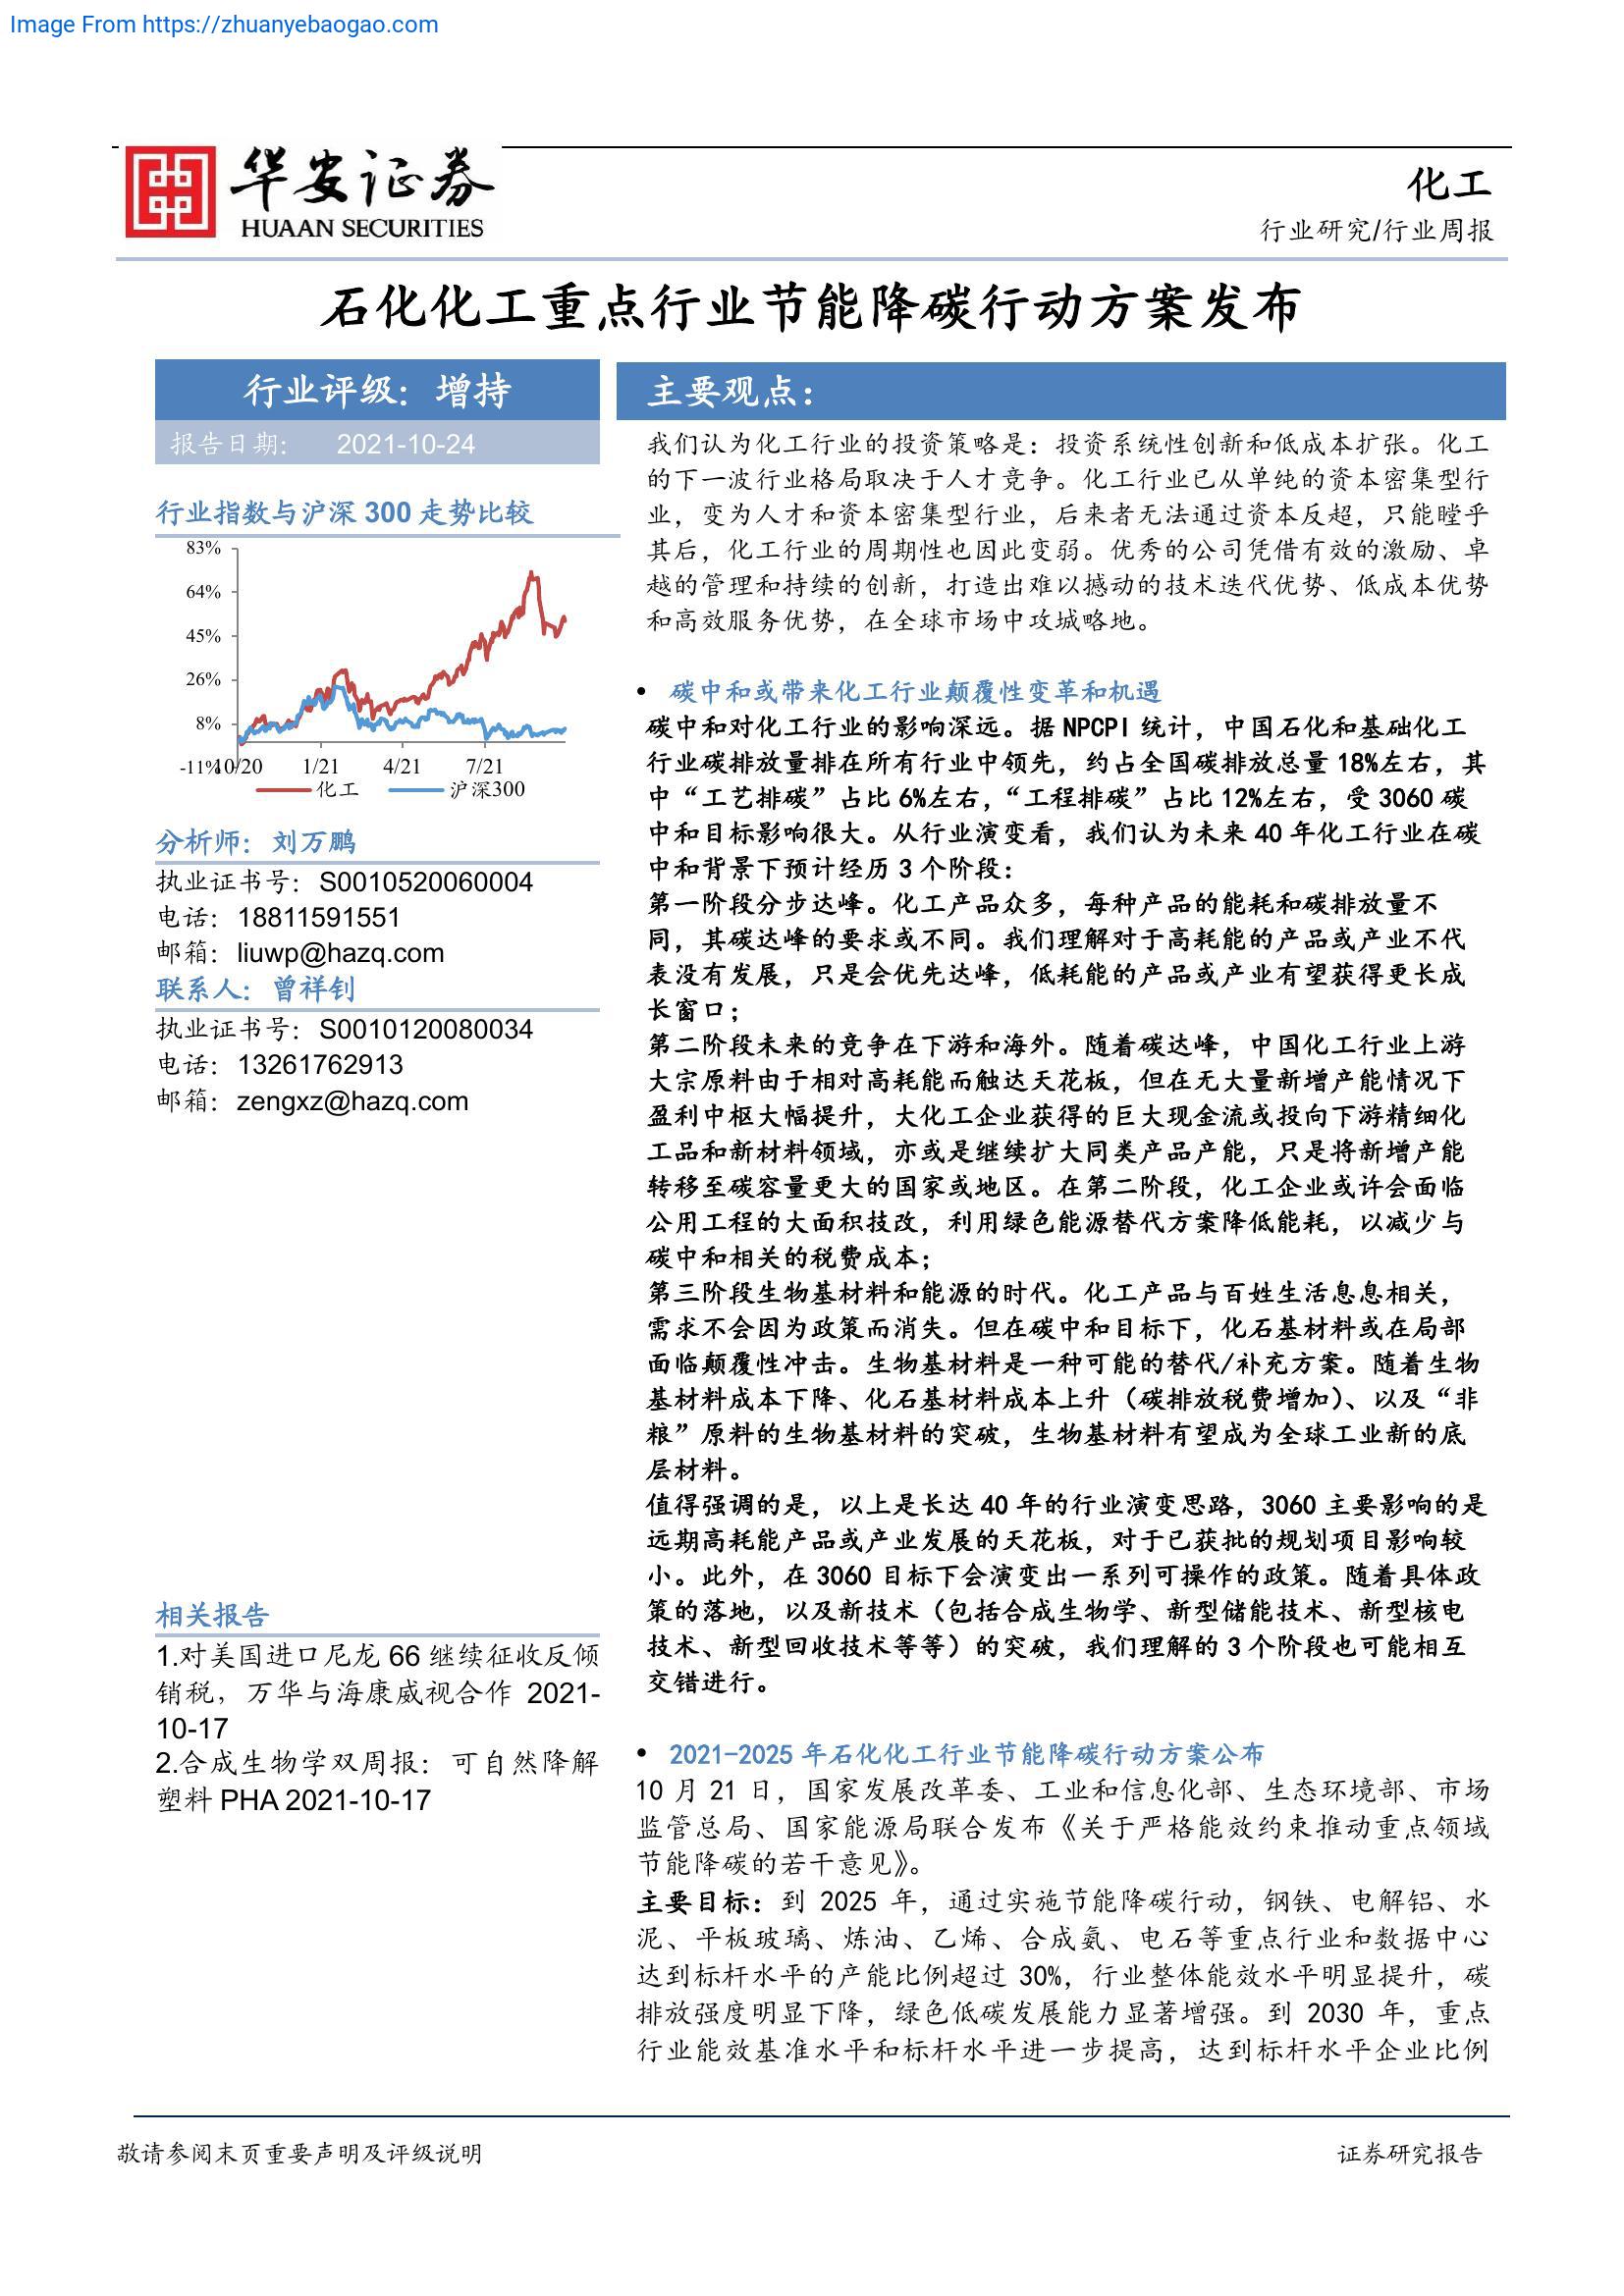 Image From https://zhuanyebaogao.com
华安证券
HUAAN SECURITIES
化工
行业研究/行业周报
石化化工重点行业节能降碳行动方案发布
行业评级：增持
报告日期： 2021-10-24
行业指数与沪深 300 走势比较
83%
64%
45%
26%
8%
-11%
10/20 1/21 4/21 7/21
化工 沪深300
分析师：刘万鹏
执业证书号：S0010520060004
电话：18811591551
邮箱：liuwp@hazq.com
联系人：曾祥钊
执业证书号：S0010120080034
电话：13261762913
邮箱：zengxz@hazq.com
相关报告
1.对美国进口尼龙 66 继续征收反倾
销税，万华与海康威视合作 2021-
10-17
2.合成生物学双周报：可自然降解
塑料 PHA 2021-10-17
主要观点：
我们认为化工行业的投资策略是：投资系统性创新和低成本扩张。化工
的下一波行业格局取决于人才竞争。化工行业已从单纯的资本密集型行
业，变为人才和资本密集型行业，后来者无法通过资本反超，只能瞠乎
其后，化工行业的周期性也因此变弱。优秀的公司凭借有效的激励、卓
越的管理和持续的创新，打造出难以撼动的技术迭代优势、低成本优势
和高效服务优势，在全球市场中攻城略地。
• 碳中和或带来化工行业颠覆性变革和机遇
碳中和对化工行业的影响深远。据 NPCPI 统计，中国石化和基础化工
行业碳排放量排在所有行业中领先，约占全国碳排放总量 18%左右，其
中“工艺排碳”占比 6%左右，“工程排碳”占比 12%左右，受 3060 碳
中和目标影响很大。从行业演变看，我们认为未来 40 年化工行业在碳
中和背景下预计经历 3 个阶段：
第一阶段分步达峰。化工产品众多，每种产品的能耗和碳排放量不
同，其碳达峰的要求或不同。我们理解对于高耗能的产品或产业不代
表没有发展，只是会优先达峰，低耗能的产品或产业有望获得更长成
长窗口；
第二阶段未来的竞争在下游和海外。随着碳达峰，中国化工行业上游
大宗原料由于相对高耗能而触达天花板，但在无大量新增产能情况下
盈利中枢大幅提升，大化工企业获得的巨大现金流或投向下游精细化
工品和新材料领域，亦或是继续扩大同类产品产能，只是将新增产能
转移至碳容量更大的国家或地区。在第二阶段，化工企业或许会面临
公用工程的大面积技改，利用绿色能源替代方案降低能耗，以减少与
碳中和相关的税费成本；
第三阶段生物基材料和能源的时代。化工产品与百姓生活息息相关，
需求不会因为政策而消失。但在碳中和目标下，化石基材料或在局部
面临颠覆性冲击。生物基材料是一种可能的替代/补充方案。随着生物
基材料成本下降、化石基材料成本上升（碳排放税费增加）、以及“非
粮”原料的生物基材料的突破，生物基材料有望成为全球工业新的底
层材料。
值得强调的是，以上是长达 40 年的行业演变思路，3060 主要影响的是
远期高耗能产品或产业发展的天花板，对于已获批的规划项目影响较
小。此外，在 3060 目标下会演变出一系列可操作的政策。随着具体政
策的落地，以及新技术（包括合成生物学、新型储能技术、新型核电
技术、新型回收技术等等）的突破，我们理解的 3 个阶段也可能相互
交错进行。
• 2021-2025 年石化化工行业节能降碳行动方案公布
10 月 21 日，国家发展改革委、工业和信息化部、生态环境部、市场
监管总局、国家能源局联合发布《关于严格能效约束推动重点领域
节能降碳的若干意见》。
主要目标：到 2025 年，通过实施节能降碳行动，钢铁、电解铝、水
泥、平板玻璃、炼油、乙烯、合成氨、电石等重点行业和数据中心
达到标杆水平的产能比例超过 30%，行业整体能效水平明显提升，碳
排放强度明显下降，绿色低碳发展能力显著增强。到 2030 年，重点
行业能效基准水平和标杆水平进一步提高，达到标杆水平企业比例
敬请参阅末页重要声明及评级说明
证券研究报告